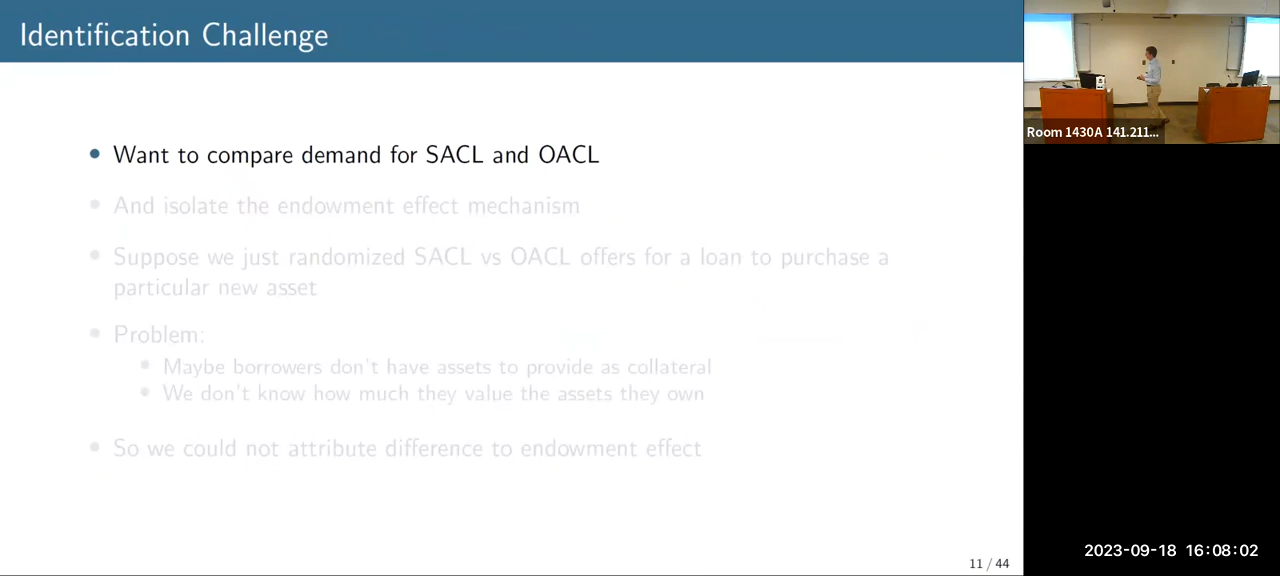 Identification Challenge
Room 1430A 141.211...
• Want to compare demand for SACL and OACL
• And isolate the endowment effect mechanism
• Suppose we just randomized SACL vs OACL offers for a loan to purchase a
particular new asset
• Problem:
• Maybe borrowers don't have assets to provide as collateral
• We don't know how much they value the assets they own
• So we could not attribute difference to endowment effect
2023-09-18 16:08:02
11 / 44